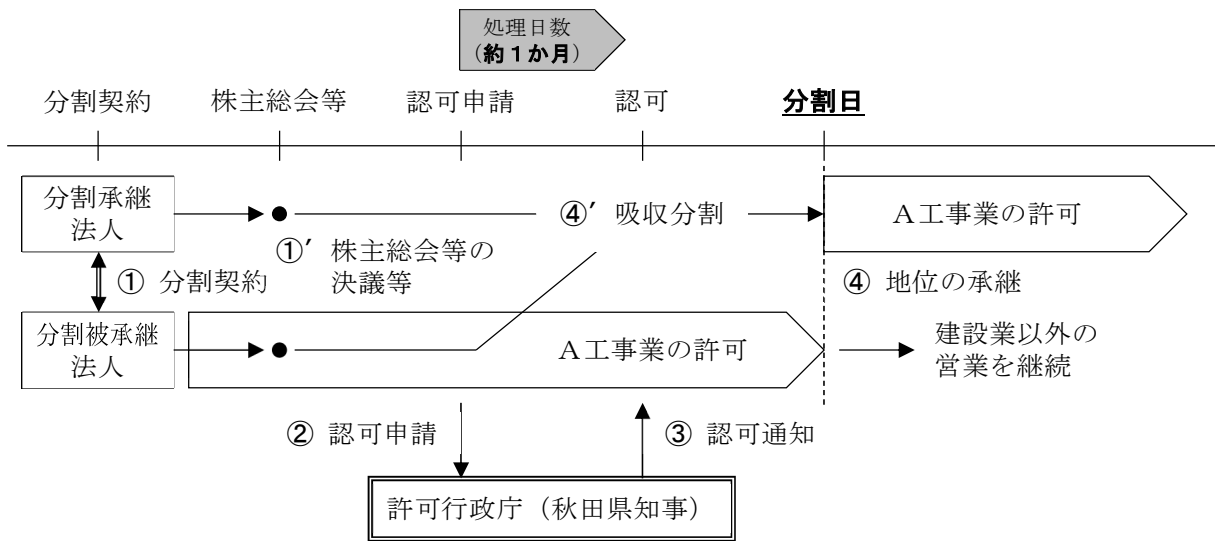 処理日数
(約1か月)
分割契約
株主総会等
認可申請
認可
分割日
分割承継
法人
①′ 株主総会等の
決議等
④′ 吸収分割
A工事業の許可
① 分割契約
④ 地位の承継
分割被承継
法人
A工事業の許可
建設業以外の
営業を継続
② 認可申請
③ 認可通知
許可行政庁(秋田県知事)